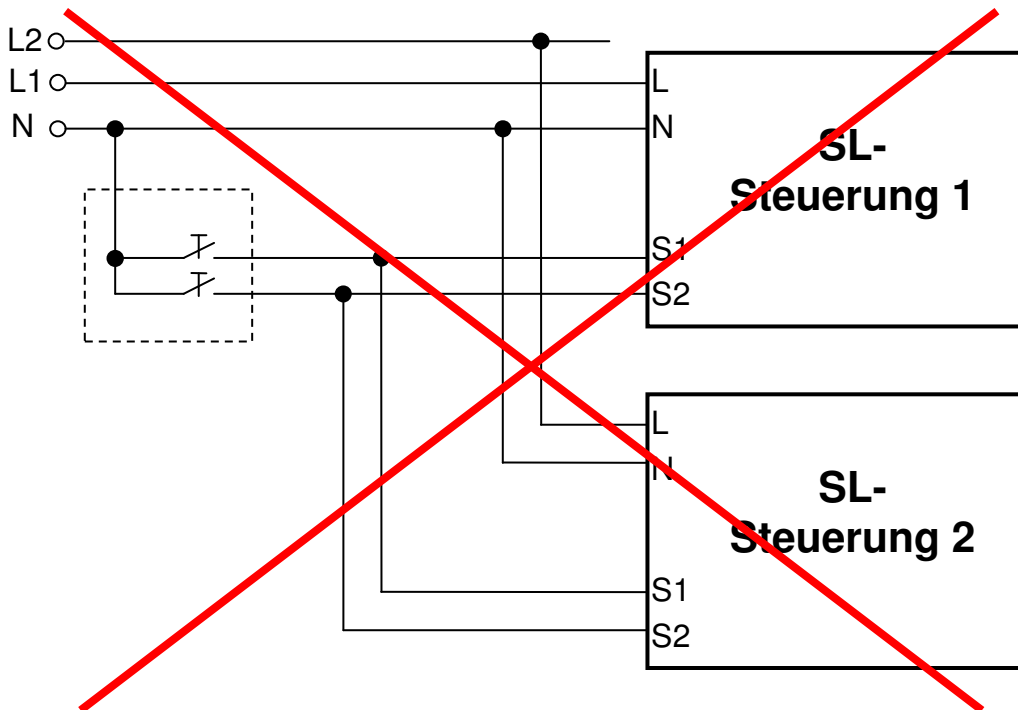 L2
L1
N
L
N
SL-
Steuerung 1
S1
S2
L
N
SL-
Steuerung 2
S1
S2